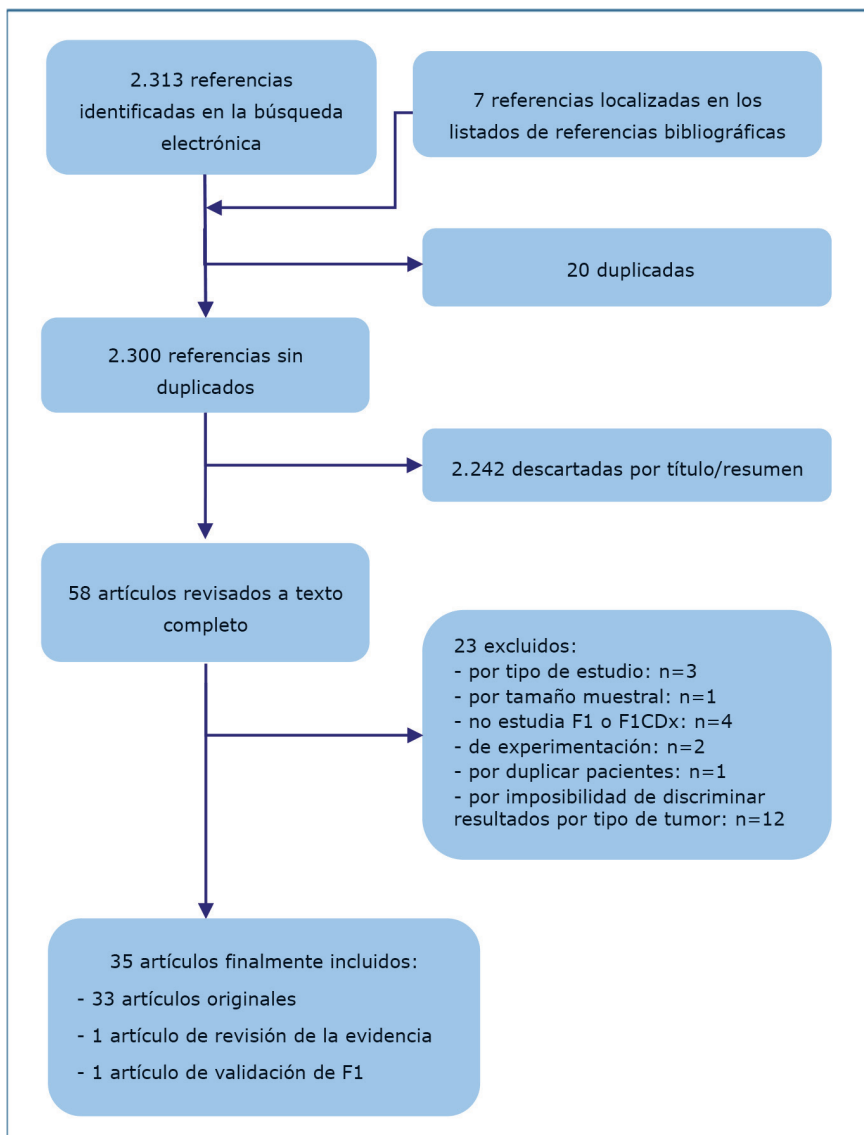 2.313 referencias
identificadas en la búsqueda
electrónica
7 referencias localizadas en los
listados de referencias bibliográficas
20 duplicadas
2.300 referencias sin
duplicados
2.242 descartadas por título/resumen
58 artículos revisados a texto
completo
23 excluidos:
- por tipo de estudio: n=3
- por tamaño muestral: n=1
- no estudia F1 o F1CDx: n=4
- de experimentación: n=2
- por duplicar pacientes: n=1
- por imposibilidad de discriminar
resultados por tipo de tumor: n=12
35 artículos finalmente incluidos:
- 33 artículos originales
- 1 artículo de revisión de la evidencia
- 1 artículo de validación de F1